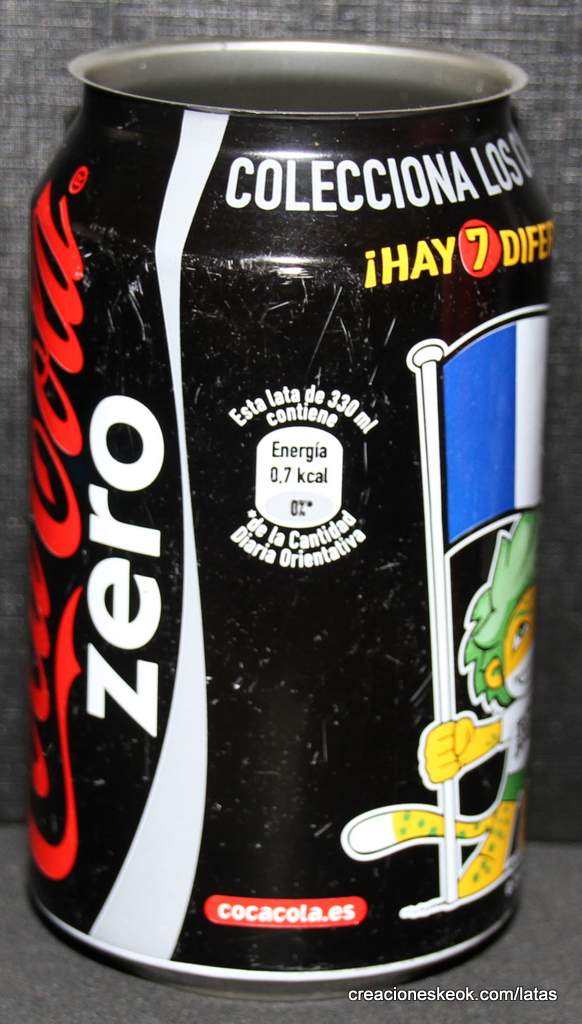 COLECCIONA LOS
¡HAY 7 DIFE
Coca-Cola®
zero
Esta lata de 330 ml
contiene
Energía
0,7 kcal
0%*
*de la Cantidad
Diaria Orientativa
cocacola.es
creacioneskeok.com/latas